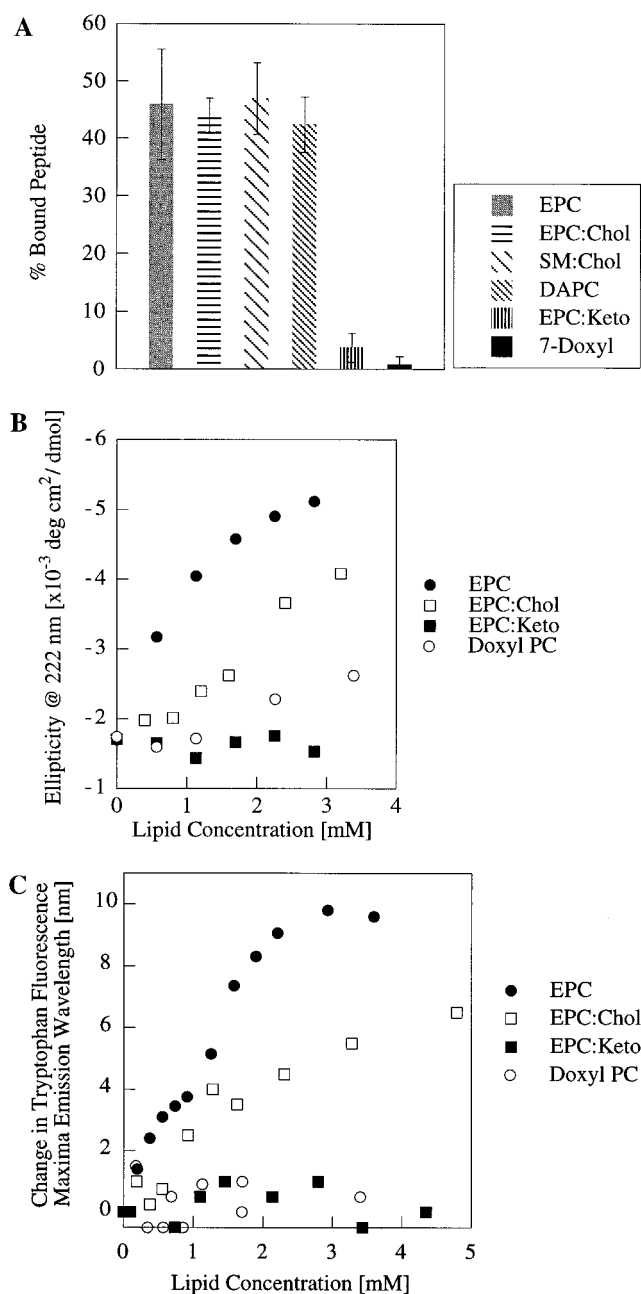 A
60
50
40
30
20
10
0
% Bound Peptide
EPC
EPC:Chol
SM:Chol
DAPC
EPC:Keto
7-Doxyl
B
-6
-5
-4
-3
-2
-1
Ellipticity @ 222 nm [x10⁻³ deg cm²/ dmol]
0 1 2 3 4
Lipid Concentration [mM]
EPC
EPC:Chol
EPC:Keto
Doxyl PC
C
10
8
6
4
2
0
Change in Tryptophan Fluorescence
Maxima Emission Wavelength [nm]
0 1 2 3 4 5
Lipid Concentration [mM]
EPC
EPC:Chol
EPC:Keto
Doxyl PC